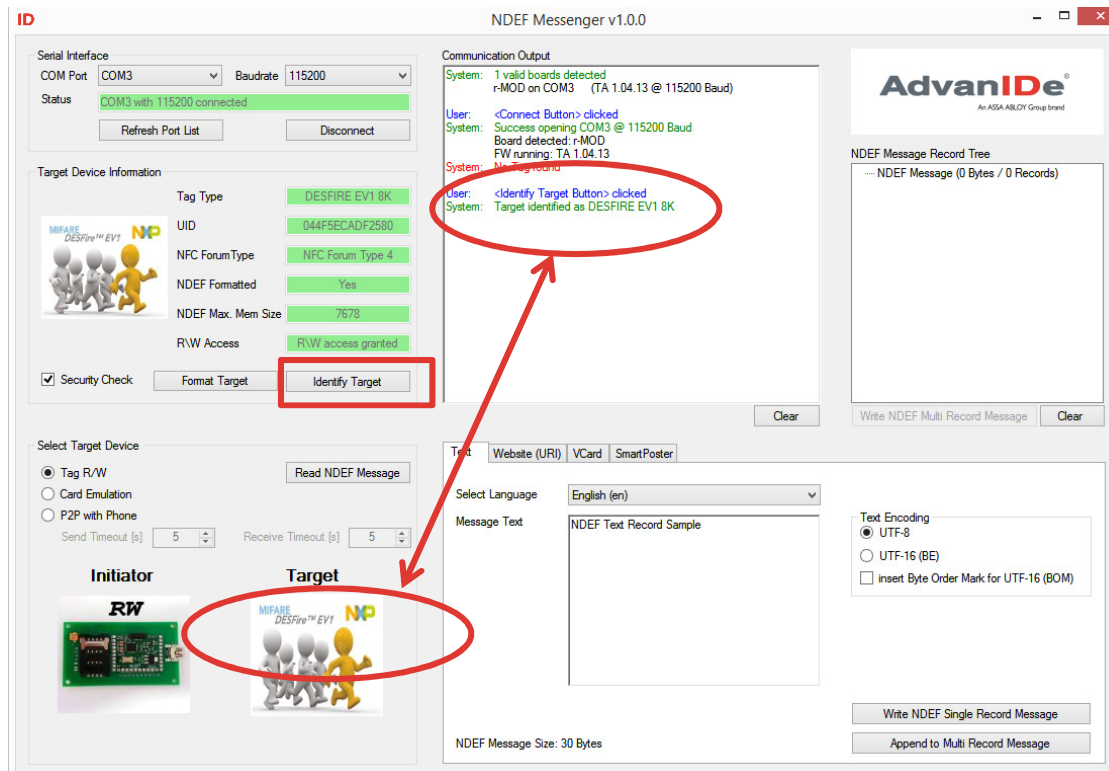 ID
NDEF Messenger v1.0.0
Serial Interface
COM Port COM3 Baudrate 115200
Status COM3 with 115200 connected
Refresh Port List Disconnect
Target Device Information
Tag Type DESFIRE EV1 8K
MIFARE
DESFire™ EV1 NXP
UID 044F5ECADF2580
NFC ForumType NFC Forum Type 4
NDEF Formatted Yes
NDEF Max. Mem Size 7678
R\W Access R\W access granted
Security Check Format Target Identify Target
Select Target Device
Tag R/W Read NDEF Message
Card Emulation
P2P with Phone
Send Timeout [s] 5 Receive Timeout [s] 5
Initiator Target
RW
MIFARE
DESFire™ EV1 NXP
Communication Output
System: 1 valid boards detected
r-MOD on COM3 (TA 1.04.13 @ 115200 Baud)
User: <Connect Button> clicked
System: Success opening COM3 @ 115200 Baud
Board detected: r-MOD
FW running: TA 1.04.13
System: No Tag found
User: <Identify Target Button> clicked
System: Target identified as DESFIRE EV1 8K
Clear
AdvanIDe®
An ASSA ABLOY Group brand
NDEF Message Record Tree
NDEF Message (0 Bytes / 0 Records)
Write NDEF Multi Record Message Clear
Text Website (URI) VCard SmartPoster
Select Language English (en)
Message Text NDEF Text Record Sample
Text Encoding
UTF-8
UTF-16 (BE)
insert Byte Order Mark for UTF-16 (BOM)
Write NDEF Single Record Message
NDEF Message Size: 30 Bytes
Append to Multi Record Message